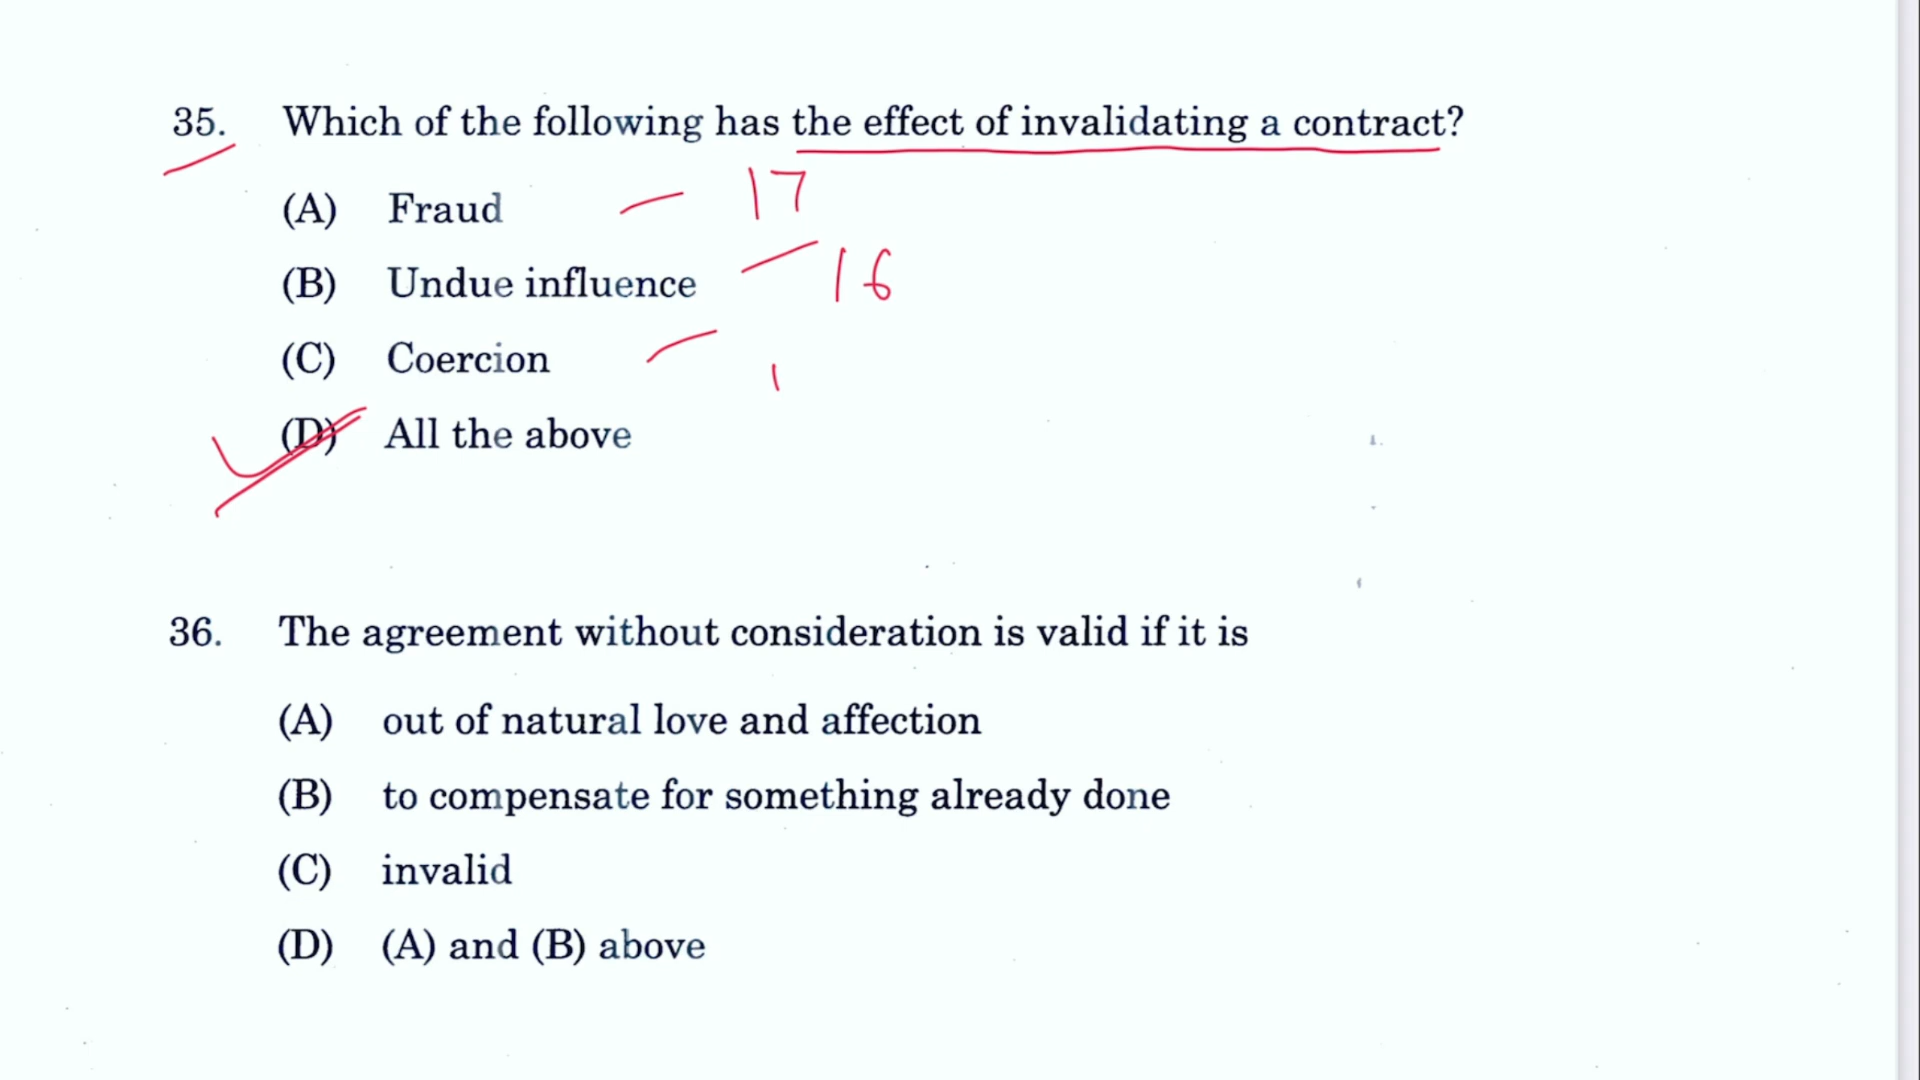 35. Which of the following has the effect of invalidating a contract?
(A) Fraud — 17
(B) Undue influence — 16
(C) Coercion — 1
(D) All the above
36. The agreement without consideration is valid if it is
(A) out of natural love and affection
(B) to compensate for something already done
(C) invalid
(D) (A) and (B) above